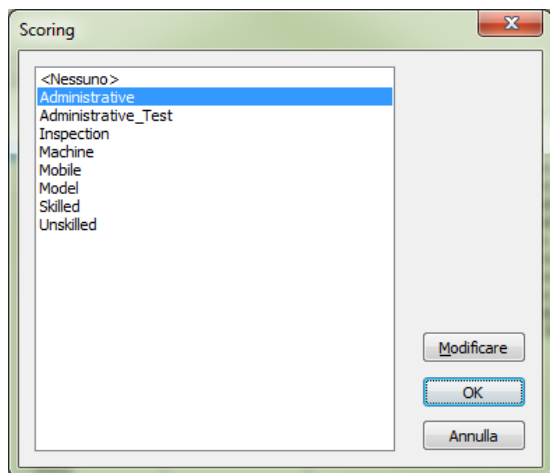 Scoring
<Nessuno>
Administrative
Administrative_Test
Inspection
Machine
Mobile
Model
Skilled
Unskilled
Modificare
OK
Annulla